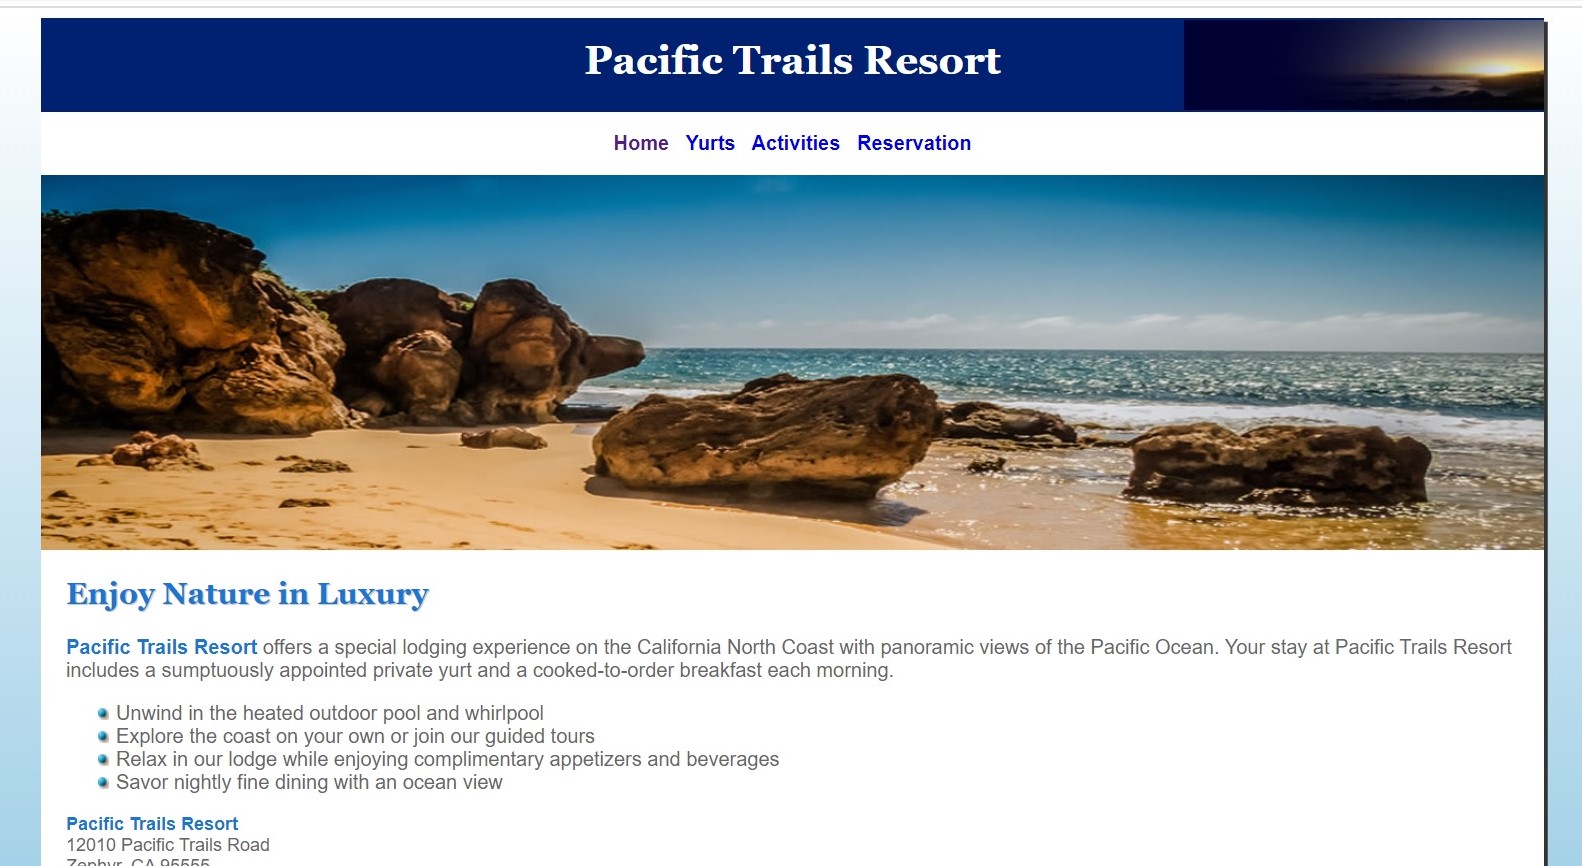 Pacific Trails Resort
Home Yurts Activities Reservation
Enjoy Nature in Luxury
Pacific Trails Resort offers a special lodging experience on the California North Coast with panoramic views of the Pacific Ocean. Your stay at Pacific Trails Resort
includes a sumptuously appointed private yurt and a cooked-to-order breakfast each morning.
Unwind in the heated outdoor pool and whirlpool
Explore the coast on your own or join our guided tours
Relax in our lodge while enjoying complimentary appetizers and beverages
Savor nightly fine dining with an ocean view
Pacific Trails Resort
12010 Pacific Trails Road
Zephyr, CA 95555